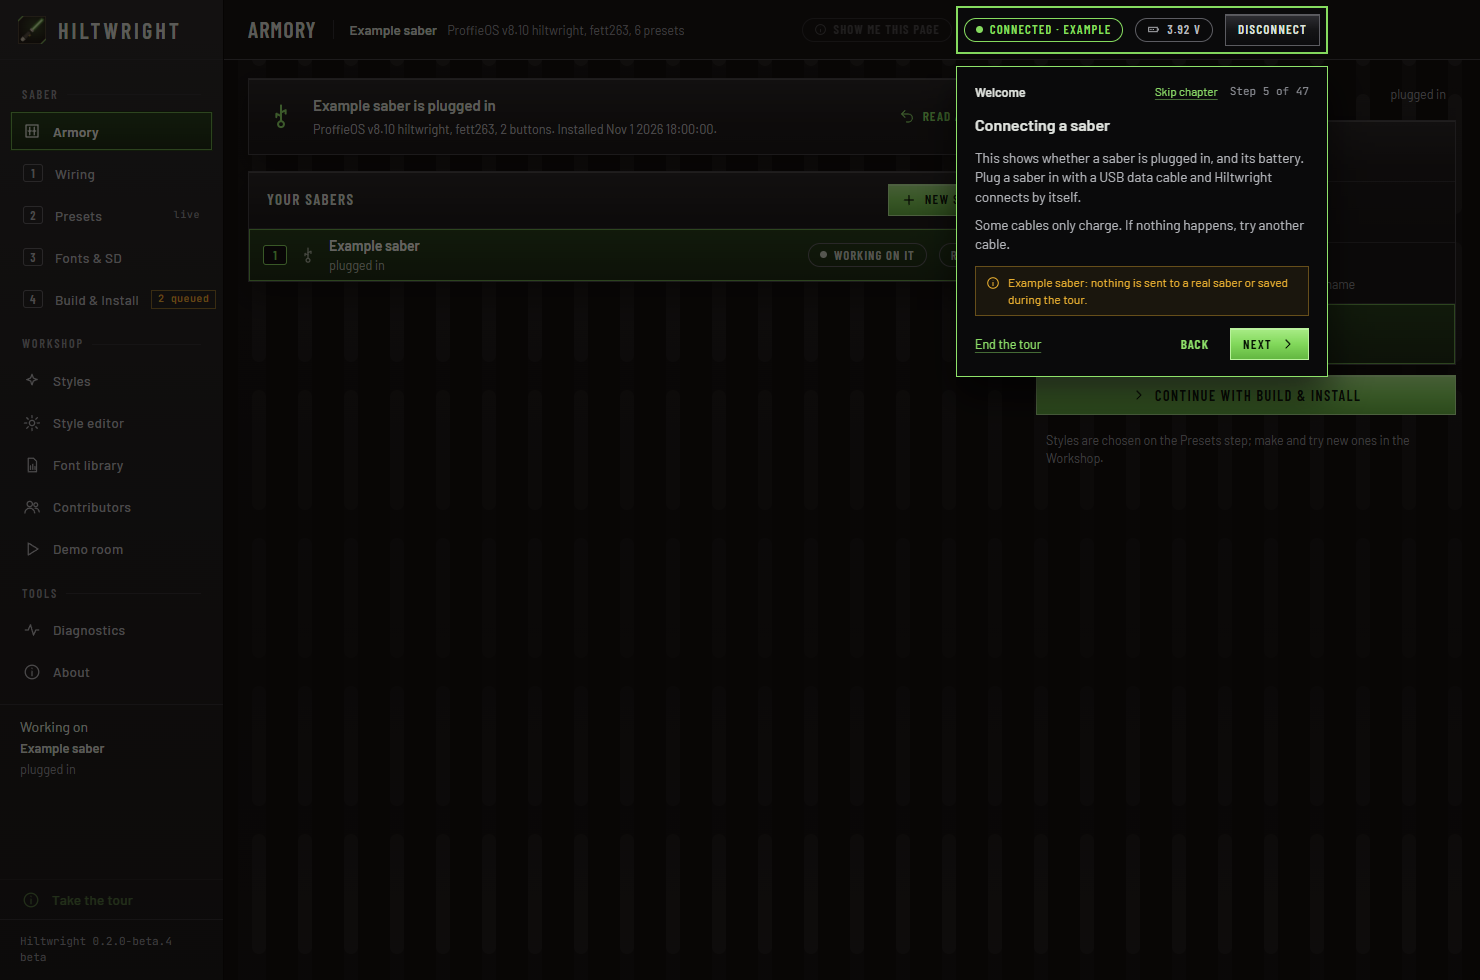 HILTWRIGHT
ARMORY
Example saber
ProffieOS v8.10 hiltwright, fett263, 6 presets
SHOW ME THIS PAGE
CONNECTED · EXAMPLE
3.92 V
DISCONNECT
SABER
Armory
1 Wiring
2 Presets live
3 Fonts & SD
4 Build & Install 2 queued
WORKSHOP
Styles
Style editor
Font library
Contributors
Demo room
TOOLS
Diagnostics
About
Working on
Example saber
plugged in
Take the tour
Hiltwright 0.2.0-beta.4
beta
Example saber is plugged in
ProffieOS v8.10 hiltwright, fett263, 2 buttons. Installed Nov 1 2026 18:00:00.
READ
YOUR SABERS
NEW S
1
Example saber
plugged in
WORKING ON IT
Welcome
Skip chapter
Step 5 of 47
Connecting a saber
This shows whether a saber is plugged in, and its battery.
Plug a saber in with a USB data cable and Hiltwright
connects by itself.
Some cables only charge. If nothing happens, try another
cable.
Example saber: nothing is sent to a real saber or saved
during the tour.
End the tour
BACK
NEXT
plugged in
name
CONTINUE WITH BUILD & INSTALL
Styles are chosen on the Presets step; make and try new ones in the
Workshop.